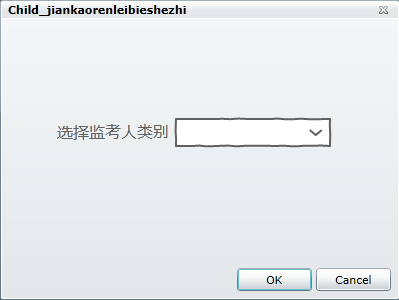 Child_jiankaorenleibieshezhi
选择监考人类别
OK
Cancel